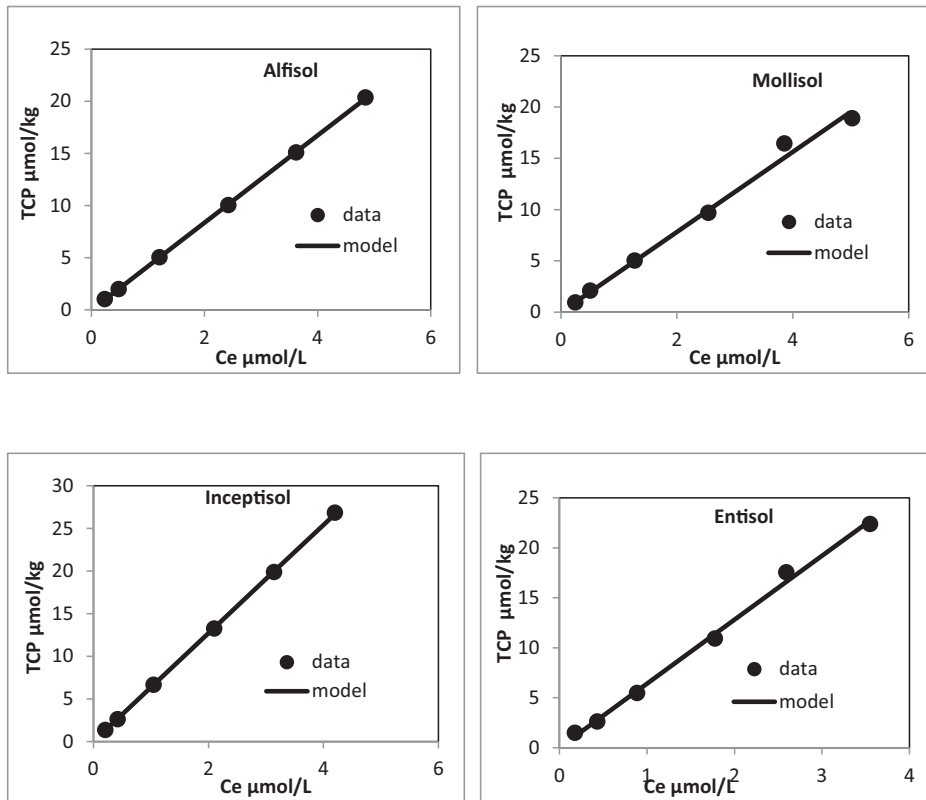 25
20
15
10
5
0
TCP µmol/kg
Alfisol
data
model
0 2 4 6
Ce µmol/L
25
20
15
10
5
0
TCP µmol/kg
Mollisol
data
model
0 2 4 6
Ce µmol/L
30
25
20
15
10
5
0
TCP µmol/kg
Inceptisol
data
model
0 2 4 6
Ce µmol/L
25
20
15
10
5
0
TCP µmol/kg
Entisol
data
model
0 1 2 3 4
Ce µmol/L